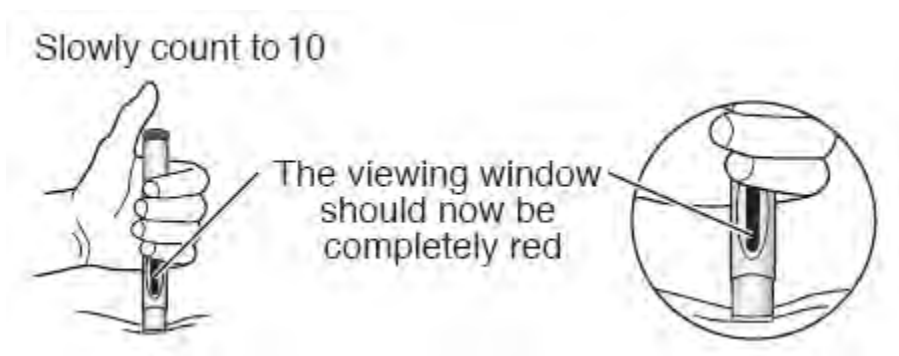 Slowly count to 10
The viewing window
should now be
completely red